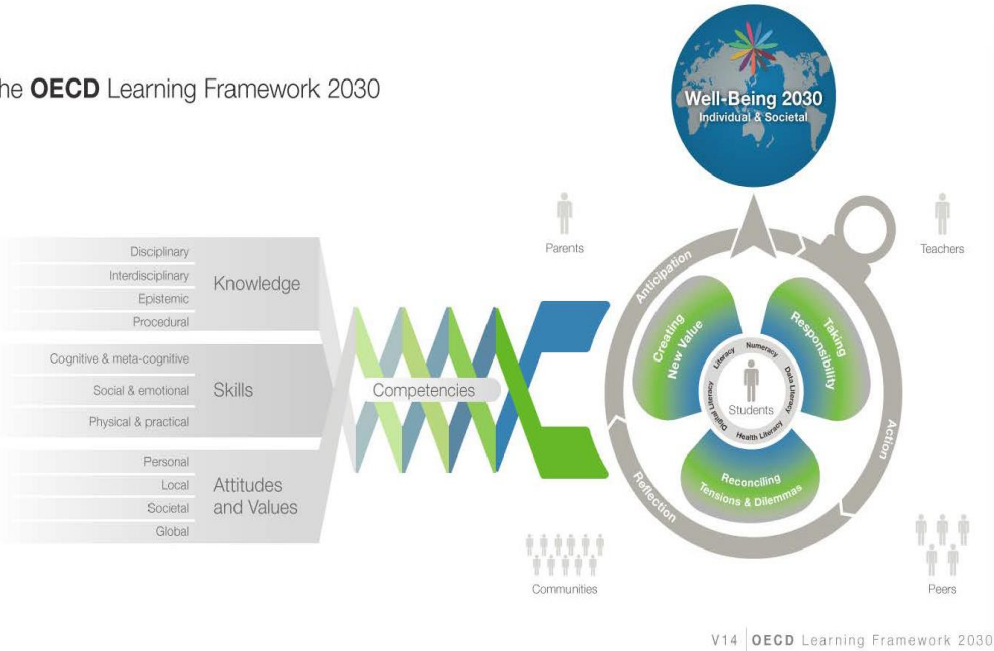 he OECD Learning Framework 2030
Well-Being 2030
Individual & Societal
Parents
Teachers
Disciplinary
Interdisciplinary
Epistemic
Procedural
Knowledge
Cognitive & meta-cognitive
Social & emotional
Physical & practical
Skills
Personal
Local
Societal
Global
Attitudes
and Values
Competencies
Anticipation
Action
Reflection
Creating
New Value
Taking
Responsibility
Reconciling
Tensions & Dilemmas
Literacy
Numeracy
Data Literacy
Health Literacy
Digital Literacy
Students
Communities
Peers
V14 OECD Learning Framework 2030